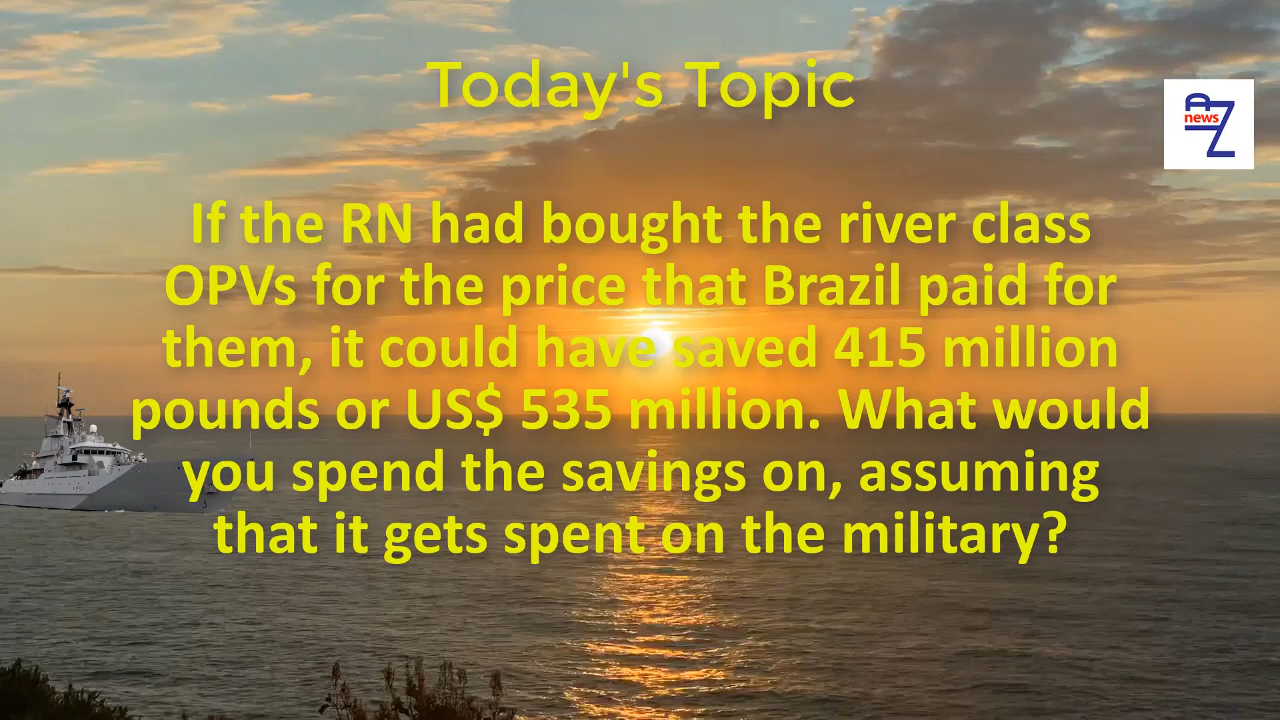 Today's Topic
A
news
Z
If the RN had bought the river class
OPVs for the price that Brazil paid for
them, it could have saved 415 million
pounds or US$ 535 million. What would
you spend the savings on, assuming
that it gets spent on the military?